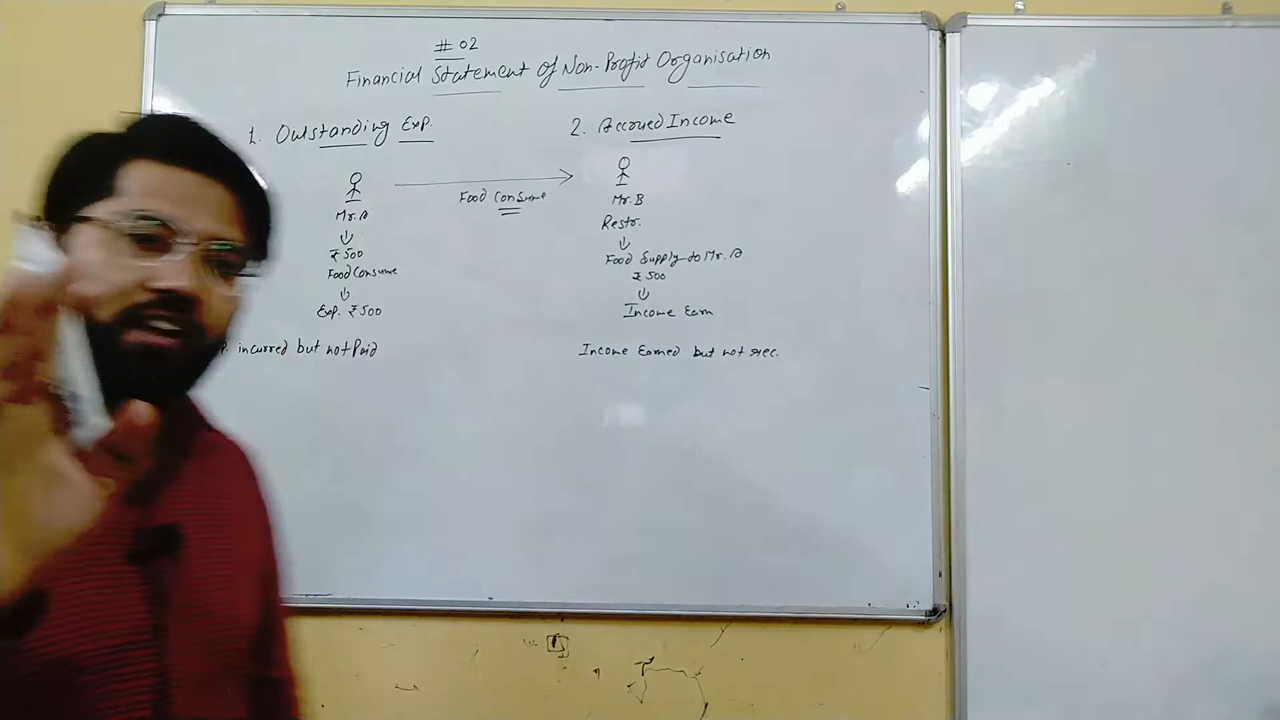 # 02
Financial Statement of Non-Profit Organisation
1. Outstanding Exp.
Mr. A
₹500
Food Consume
Exp. ₹500
incurred but not Paid
Food Consume
2. Accrued Income
Mr. B
Restr.
Food Supply to Mr. A
₹500
Income Earn
Income Earned but not rec.